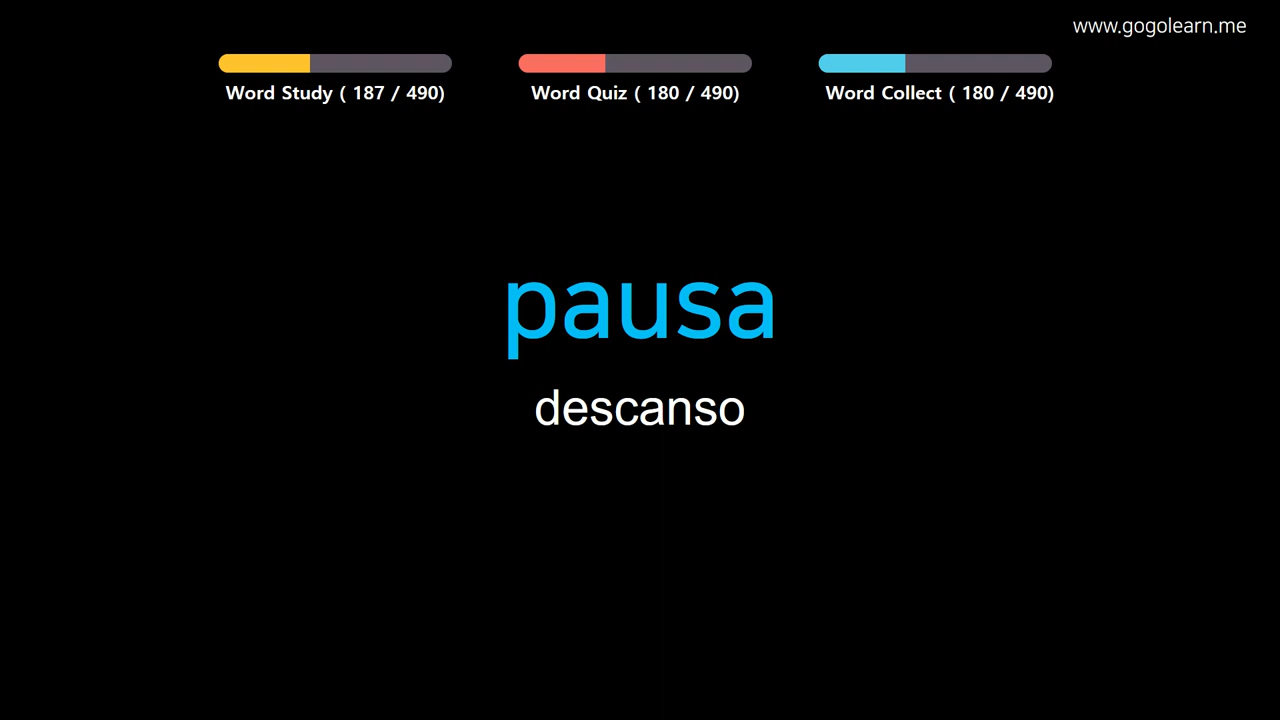 www.gogolearn.me
Word Study ( 187 / 490)
Word Quiz ( 180 / 490)
Word Collect ( 180 / 490)
pausa
descanso